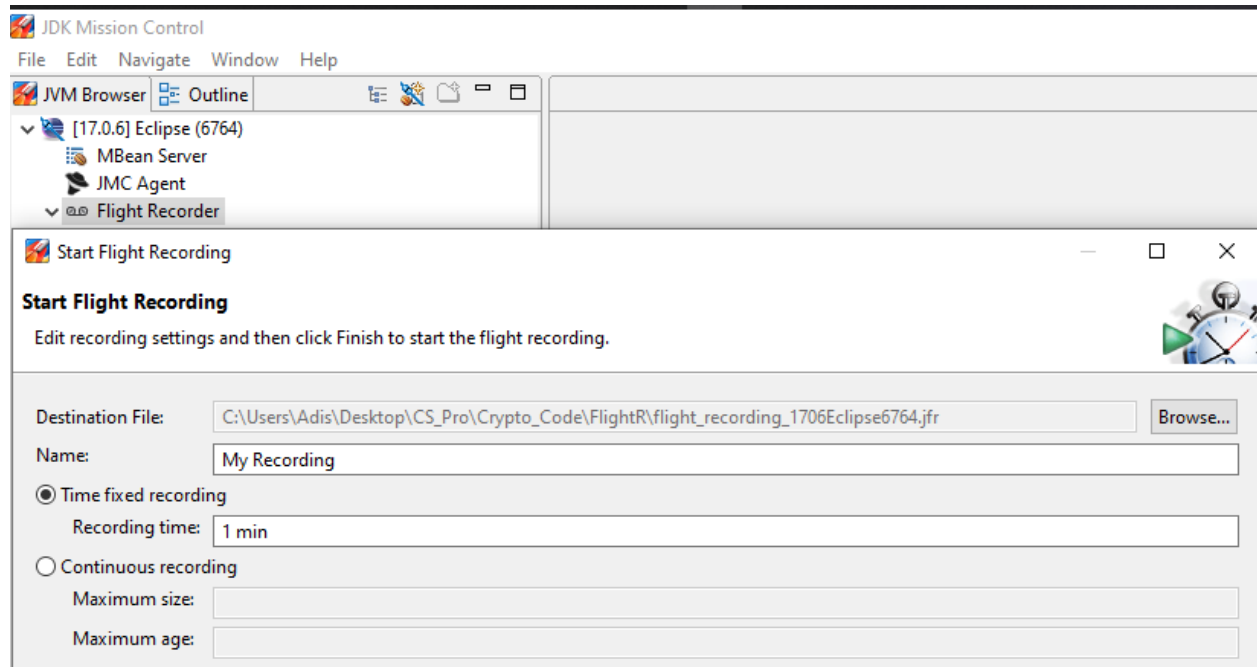 JDK Mission Control
File Edit Navigate Window Help
JVM Browser Outline
[17.0.6] Eclipse (6764)
MBean Server
JMC Agent
Flight Recorder
Start Flight Recording
Start Flight Recording
Edit recording settings and then click Finish to start the flight recording.
Destination File: C:\Users\Adis\Desktop\CS_Pro\Crypto_Code\FlightR\flight_recording_1706Eclipse6764.jfr Browse...
Name: My Recording
Time fixed recording
Recording time: 1 min
Continuous recording
Maximum size:
Maximum age: